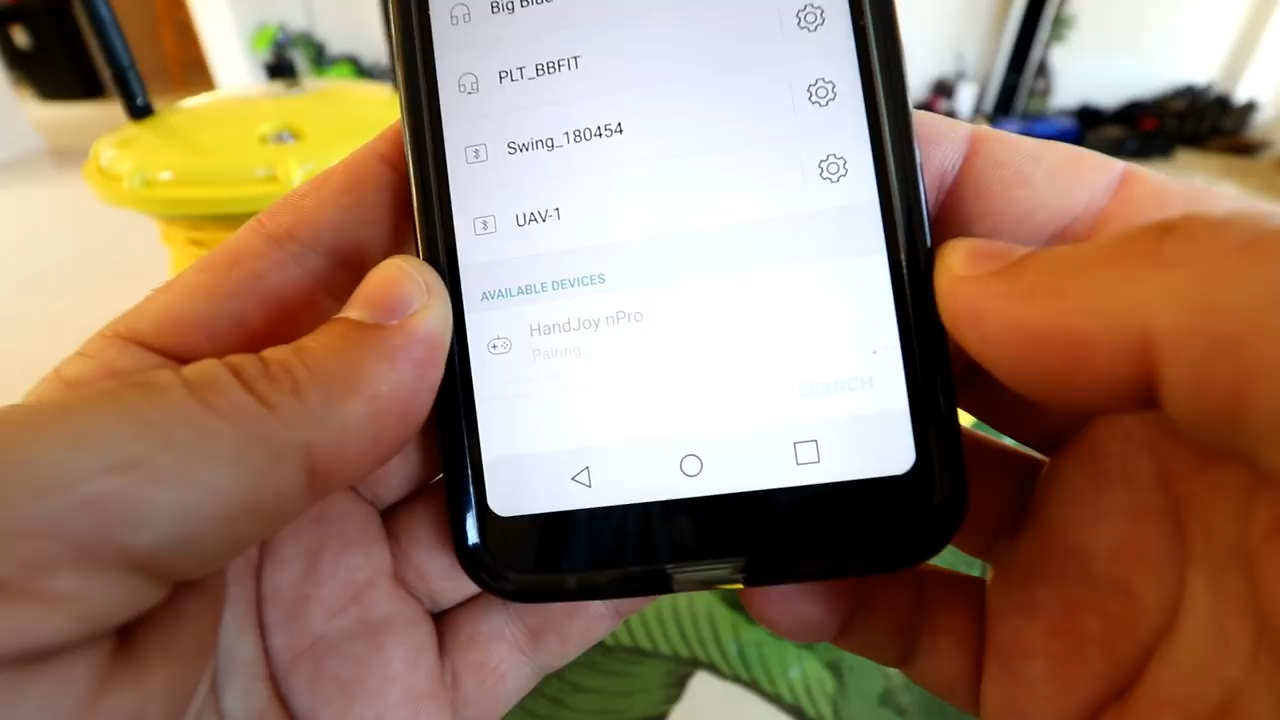 Big Blue
PLT_BBFIT
Swing_180454
UAV-1
AVAILABLE DEVICES
HandJoy nPro
Pairing
SEARCH